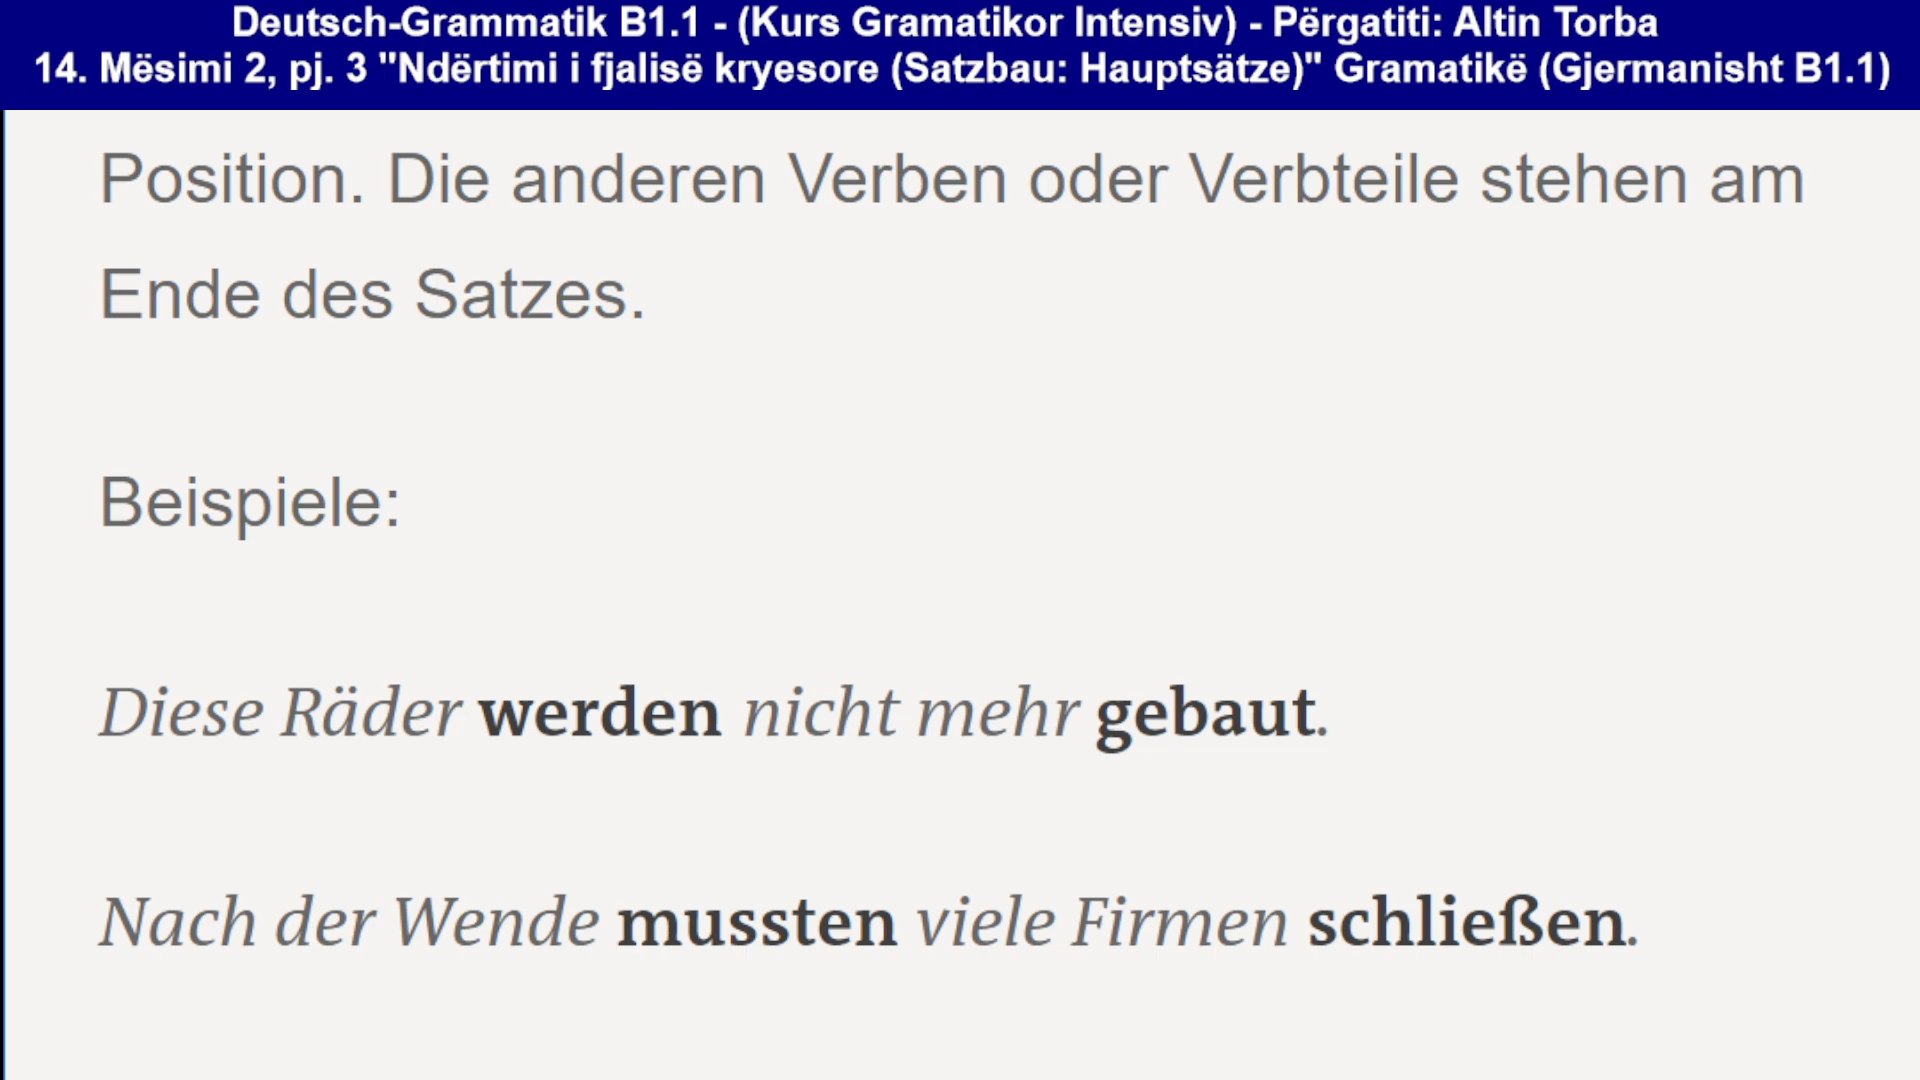 Deutsch-Grammatik B1.1 - (Kurs Gramatikor Intensiv) - Përgatiti: Altin Torba
14. Mësimi 2, pj. 3 "Ndërtimi i fjalisë kryesore (Satzbau: Hauptsätze)" Gramatikë (Gjermanisht B1.1)
Position. Die anderen Verben oder Verbteile stehen am
Ende des Satzes.
Beispiele:
Diese Räder werden nicht mehr gebaut.
Nach der Wende mussten viele Firmen schließen.